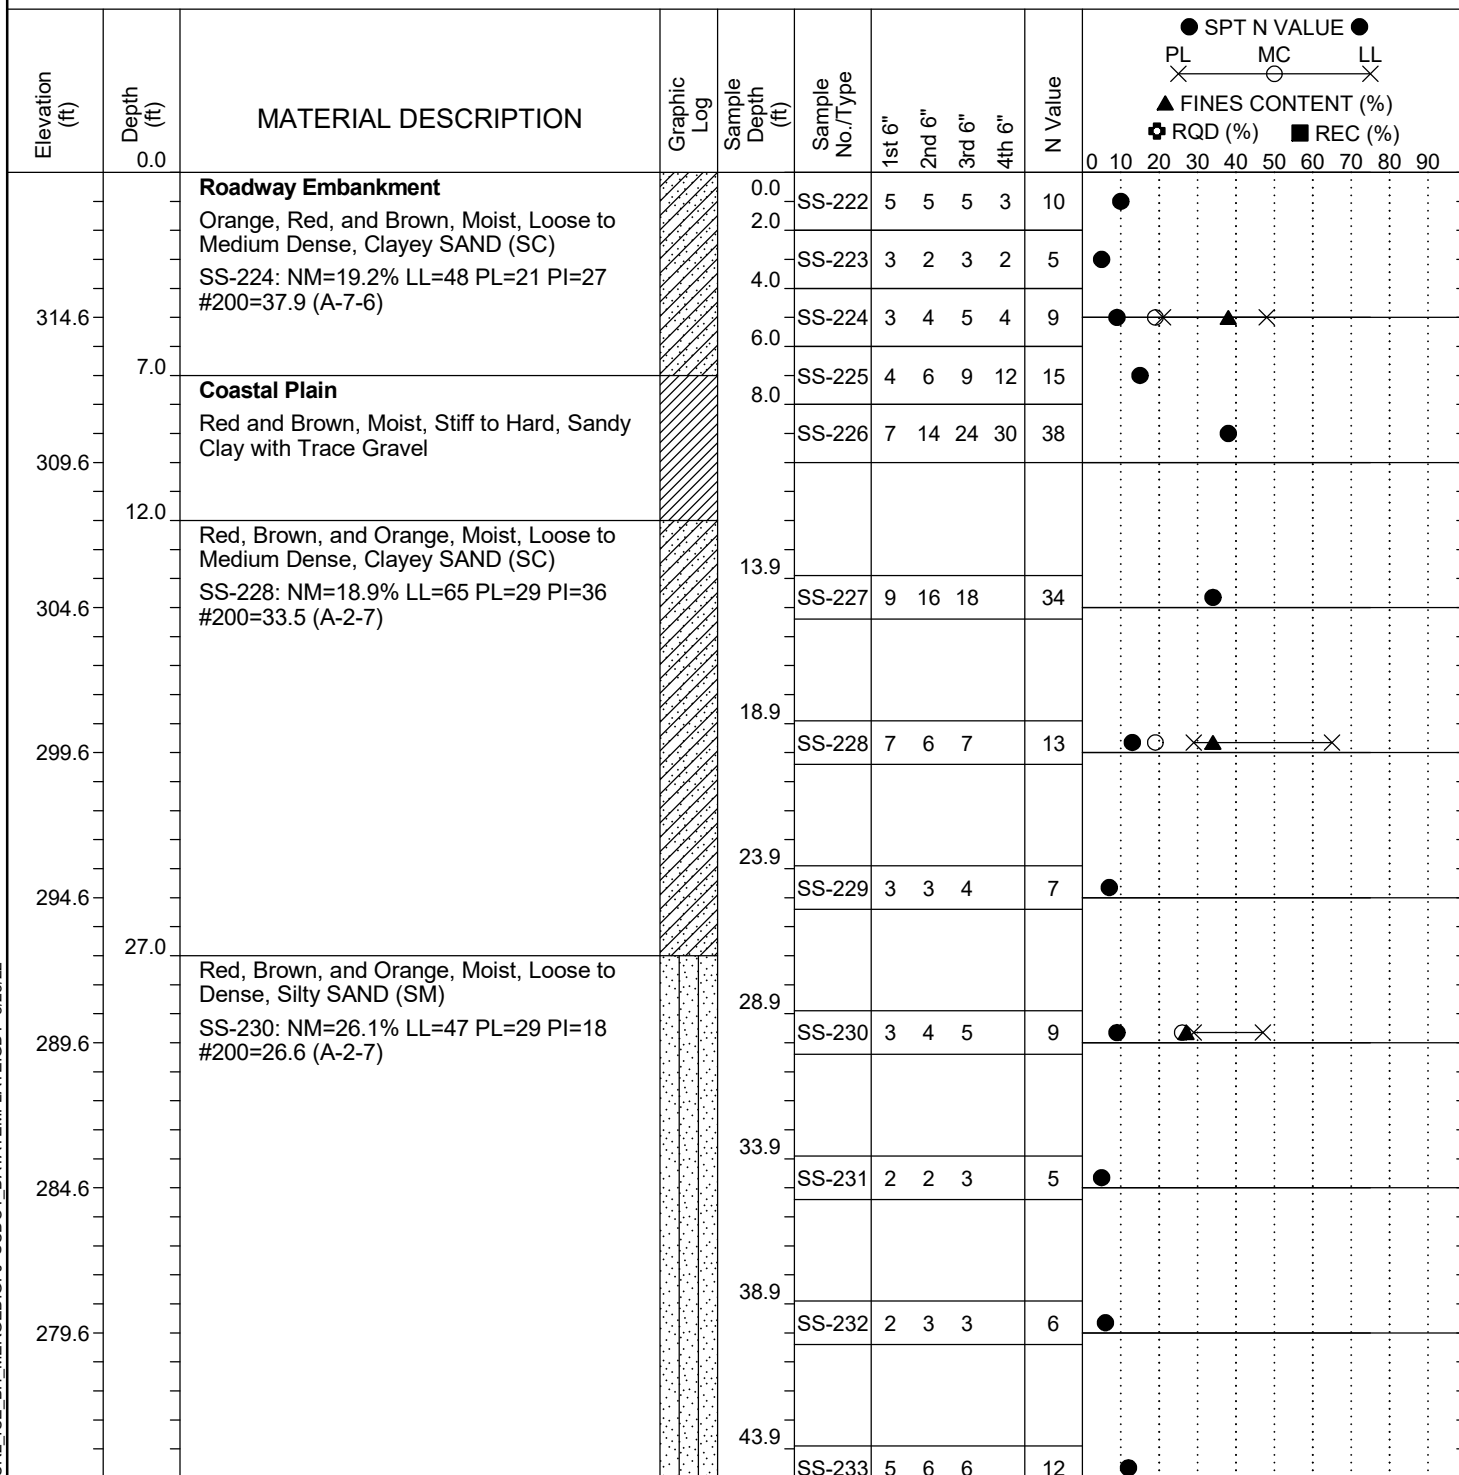 ● SPT N VALUE ●
PL MC LL
▲ FINES CONTENT (%)
RQD (%) ■ REC (%)
0 10 20 30 40 50 60 70 80 90
Elevation (ft)
Depth (ft)
0.0
MATERIAL DESCRIPTION
Graphic Log
Sample Depth (ft)
Sample No./Type
1st 6"
2nd 6"
3rd 6"
4th 6"
N Value
Roadway Embankment
Orange, Red, and Brown, Moist, Loose to
Medium Dense, Clayey SAND (SC)
SS-224: NM=19.2% LL=48 PL=21 PI=27
#200=37.9 (A-7-6)
0.0
SS-222 5 5 5 3 10
2.0
SS-223 3 2 3 2 5
4.0
314.6
SS-224 3 4 5 4 9
6.0
7.0
Coastal Plain
Red and Brown, Moist, Stiff to Hard, Sandy
Clay with Trace Gravel
SS-225 4 6 9 12 15
8.0
SS-226 7 14 24 30 38
309.6
12.0
Red, Brown, and Orange, Moist, Loose to
Medium Dense, Clayey SAND (SC)
SS-228: NM=18.9% LL=65 PL=29 PI=36
#200=33.5 (A-2-7)
13.9
304.6
SS-227 9 16 18 34
18.9
299.6
SS-228 7 6 7 13
23.9
294.6
SS-229 3 3 4 7
27.0
Red, Brown, and Orange, Moist, Loose to
Dense, Silty SAND (SM)
SS-230: NM=26.1% LL=47 PL=29 PI=18
#200=26.6 (A-2-7)
28.9
289.6
SS-230 3 4 5 9
33.9
284.6
SS-231 2 2 3 5
38.9
279.6
SS-232 2 3 3 6
43.9
SS-233 5 6 6 12